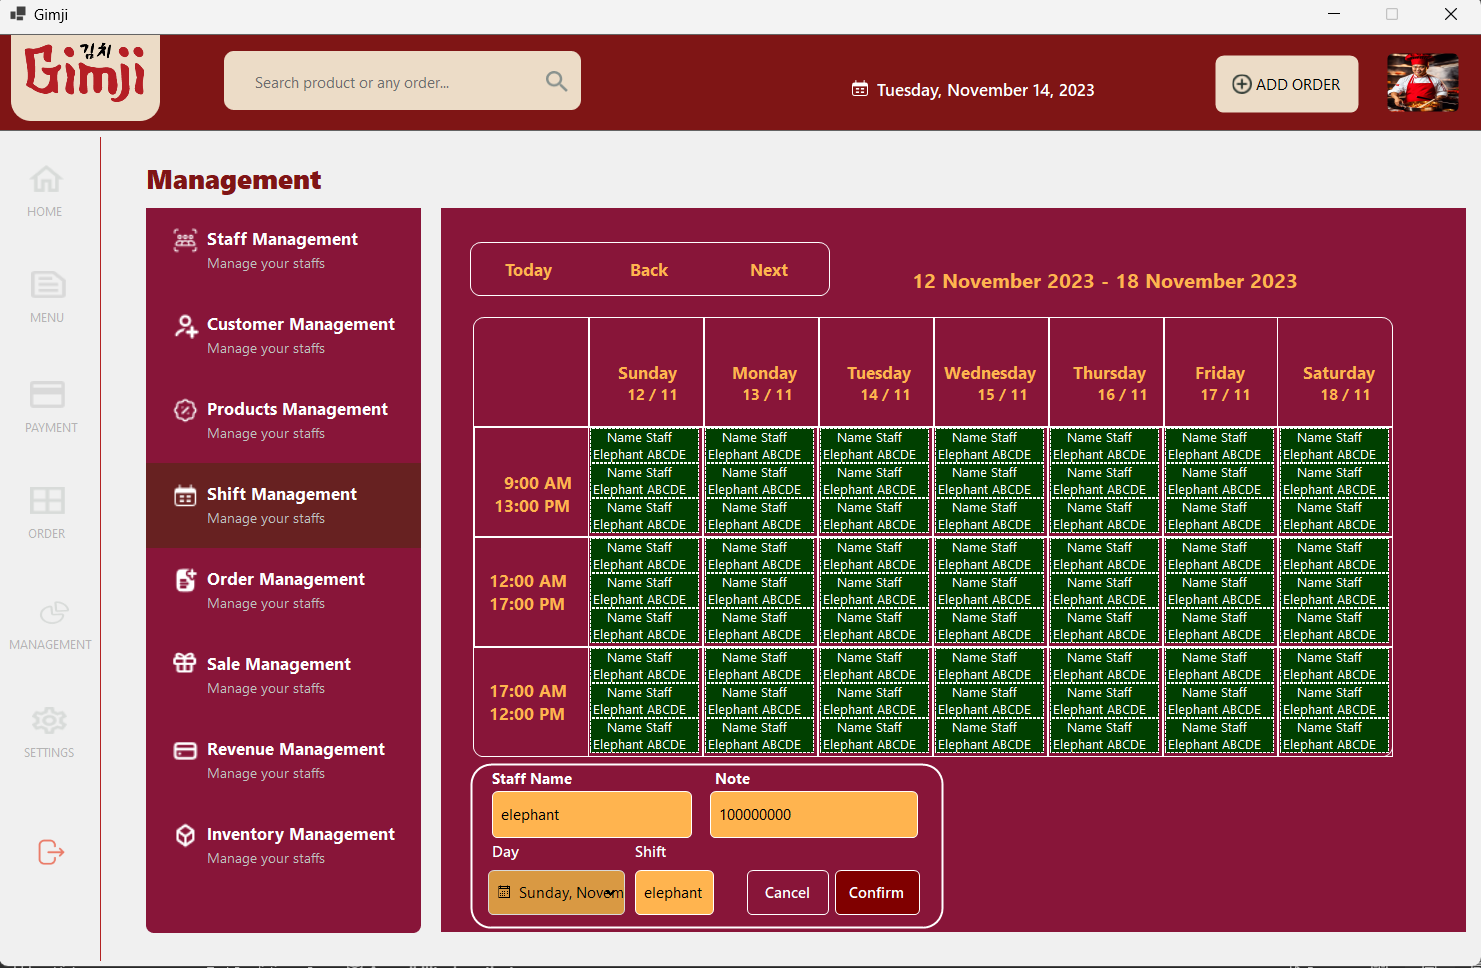 Gimji
김치
Gimji
Search product or any order...
Tuesday, November 14, 2023
ADD ORDER
HOME
MENU
PAYMENT
ORDER
MANAGEMENT
SETTINGS
Management
Staff Management
Manage your staffs
Customer Management
Manage your staffs
Products Management
Manage your staffs
Shift Management
Manage your staffs
Order Management
Manage your staffs
Sale Management
Manage your staffs
Revenue Management
Manage your staffs
Inventory Management
Manage your staffs
Today Back Next
12 November 2023 - 18 November 2023
Sunday Monday Tuesday Wednesday Thursday Friday Saturday
12 / 11 13 / 11 14 / 11 15 / 11 16 / 11 17 / 11 18 / 11
9:00 AM
13:00 PM
Name Staff Name Staff Name Staff Name Staff Name Staff Name Staff Name Staff
Elephant ABCDE Elephant ABCDE Elephant ABCDE Elephant ABCDE Elephant ABCDE Elephant ABCDE Elephant ABCDE
Name Staff Name Staff Name Staff Name Staff Name Staff Name Staff Name Staff
Elephant ABCDE Elephant ABCDE Elephant ABCDE Elephant ABCDE Elephant ABCDE Elephant ABCDE Elephant ABCDE
Name Staff Name Staff Name Staff Name Staff Name Staff Name Staff Name Staff
Elephant ABCDE Elephant ABCDE Elephant ABCDE Elephant ABCDE Elephant ABCDE Elephant ABCDE Elephant ABCDE
12:00 AM
17:00 PM
Name Staff Name Staff Name Staff Name Staff Name Staff Name Staff Name Staff
Elephant ABCDE Elephant ABCDE Elephant ABCDE Elephant ABCDE Elephant ABCDE Elephant ABCDE Elephant ABCDE
Name Staff Name Staff Name Staff Name Staff Name Staff Name Staff Name Staff
Elephant ABCDE Elephant ABCDE Elephant ABCDE Elephant ABCDE Elephant ABCDE Elephant ABCDE Elephant ABCDE
Name Staff Name Staff Name Staff Name Staff Name Staff Name Staff Name Staff
Elephant ABCDE Elephant ABCDE Elephant ABCDE Elephant ABCDE Elephant ABCDE Elephant ABCDE Elephant ABCDE
17:00 AM
12:00 PM
Name Staff Name Staff Name Staff Name Staff Name Staff Name Staff Name Staff
Elephant ABCDE Elephant ABCDE Elephant ABCDE Elephant ABCDE Elephant ABCDE Elephant ABCDE Elephant ABCDE
Name Staff Name Staff Name Staff Name Staff Name Staff Name Staff Name Staff
Elephant ABCDE Elephant ABCDE Elephant ABCDE Elephant ABCDE Elephant ABCDE Elephant ABCDE Elephant ABCDE
Name Staff Name Staff Name Staff Name Staff Name Staff Name Staff Name Staff
Elephant ABCDE Elephant ABCDE Elephant ABCDE Elephant ABCDE Elephant ABCDE Elephant ABCDE Elephant ABCDE
Staff Name Note
elephant 100000000
Day Shift
Sunday, Novem elephant Cancel Confirm